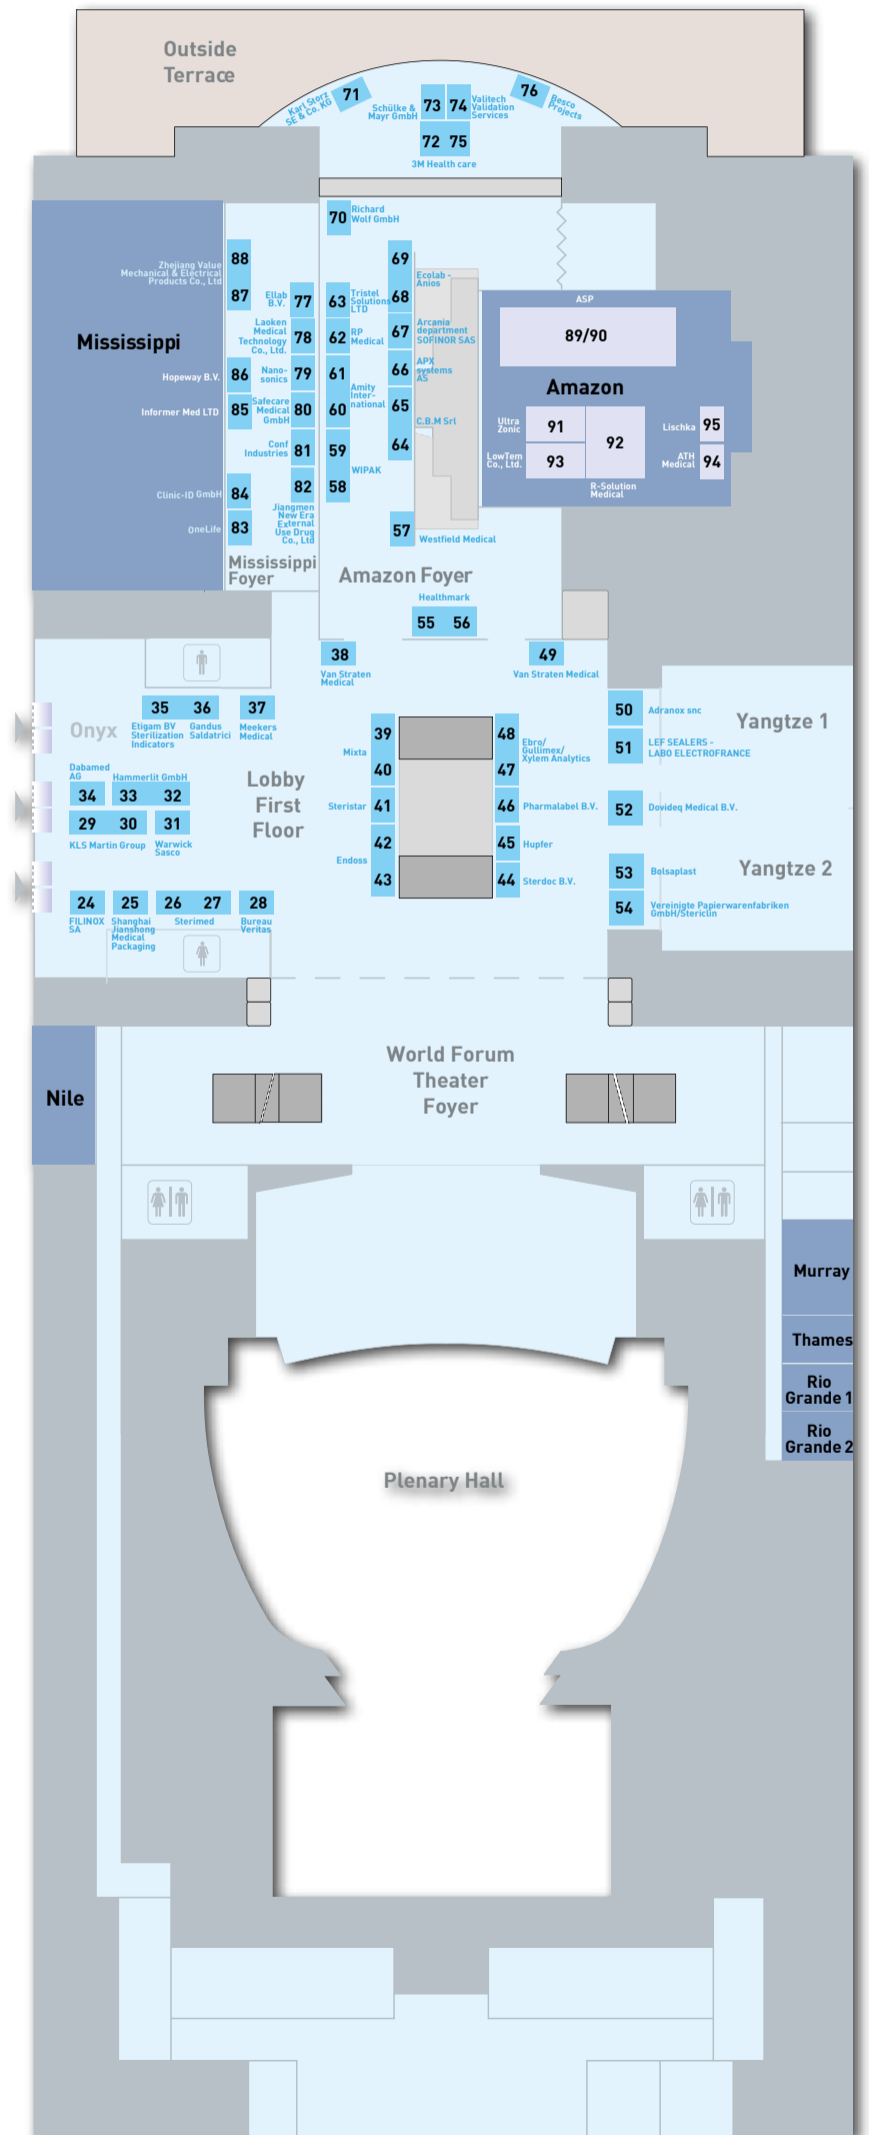 Outside
Terrace
71
Karl Storz
SE & Co. KG
73
74
Schülke &
Mayr GmbH
Valitech
Validation
Services
76
Besco
Projects
72
75
3M Health care
70
Richard
Wolf GmbH
88
Zhejiang Value
Mechanical & Electrical
Products Co., Ltd
87
69
Ecolab -
Anios
68
Ellab
B.V.
77
63
Tristel
Solutions
LTD
Laoken
Medical
Technology
Co., Ltd.
78
62
RP
Medical
67
Arcania
department
SOFINOR SAS
Mississippi
ASP
89/90
Amazon
Hopeway B.V.
86
Nano-
sonics
79
61
66
APX
systems
AS
Amity
Inter-
national
Informer Med LTD
85
Safecare
Medical
GmbH
80
60
65
C.B.M Srl
64
Ultra
Zonic
91
92
Lischka
95
Conf
Industries
81
59
LowTem
Co., Ltd.
93
ATH
Medical
94
WIPAK
R-Solution
Medical
Clinic-ID GmbH
84
82
58
Jiangmen
New Era
External
Use Drug
Co., Ltd
OneLife
83
57
Westfield Medical
Mississippi
Foyer
Amazon Foyer
Healthmark
55
56
38
Van Straten
Medical
49
Van Straten Medical
35
36
37
Etigam BV
Sterilization
Indicators
Gandus
Saldatrici
Meekers
Medical
Onyx
50
Adranox snc
Yangtze 1
39
48
Mixta
Ebro/
Gullimex/
Xylem Analytics
51
LEF SEALERS -
LABO ELECTROFRANCE
40
47
Dabamed
AG
Hammerlit GmbH
34
33
32
Lobby
First
Floor
Steristar
41
46
Pharmalabel B.V.
52
Dovideq Medical B.V.
29
30
31
KLS Martin Group
Warwick
Sasco
42
45
Hupfer
Endoss
43
44
Sterdoc B.V.
53
Bolsaplast
Yangtze 2
54
Vereinigte Papierwarenfabriken
GmbH/Stericlin
24
25
26
27
28
FILINOX
SA
Shanghai
Jianshong
Medical
Packaging
Sterimed
Bureau
Veritas
World Forum
Theater
Foyer
Nile
Murray
Thames
Rio
Grande 1
Rio
Grande 2
Plenary Hall